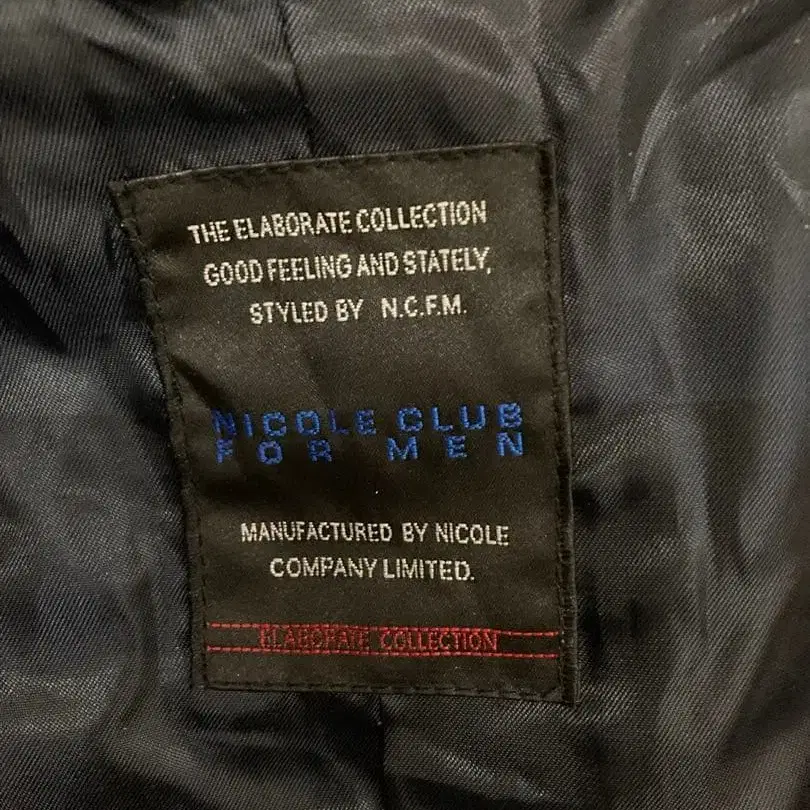 THE ELABORATE COLLECTION
GOOD FEELING AND STATELY,
STYLED BY N.C.F.M.
NICOLE CLUB
FOR MEN
MANUFACTURED BY NICOLE
COMPANY LIMITED.
ELABORATE COLLECTION